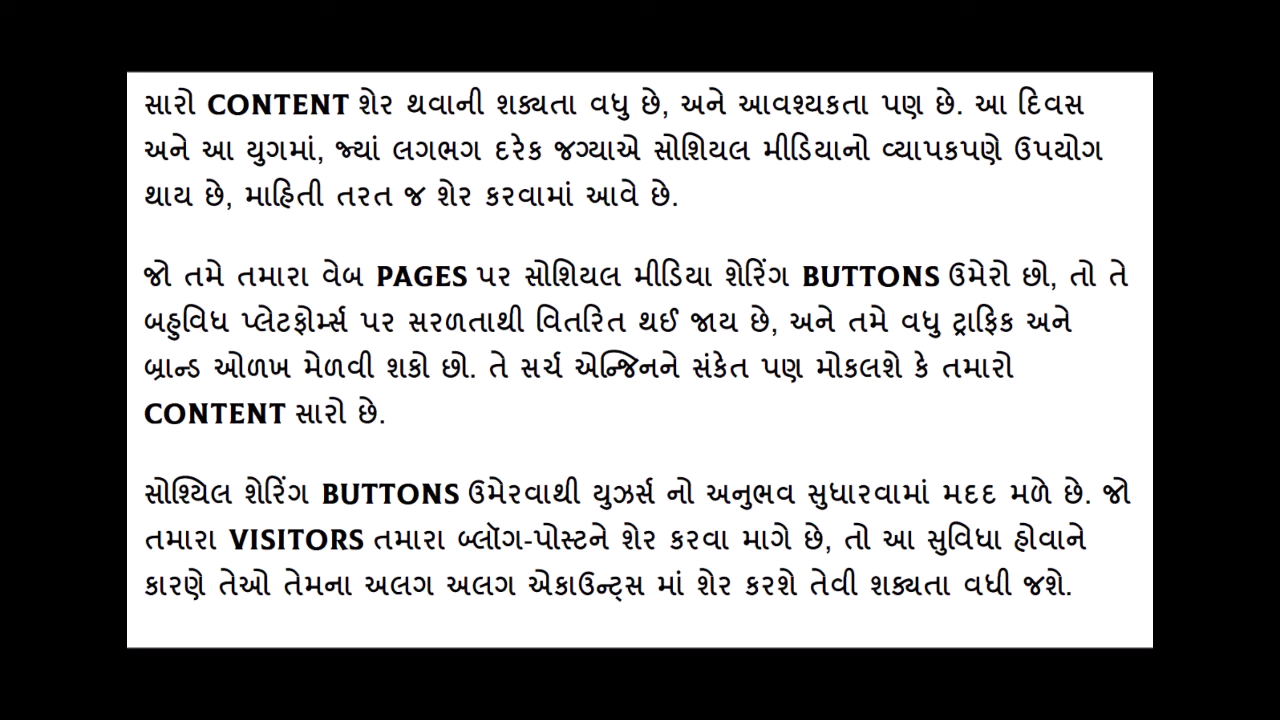 સારો CONTENT શેર થવાની શક્યતા વધુ છે, અને આવશ્યકતા પણ છે. આ દિવસ
અને આ યુગમાં, જ્યાં લગભગ દરેક જગ્યાએ સોશિયલ મીડિયાનો વ્યાપકપણે ઉપયોગ
થાય છે, માહિતી તરત જ શેર કરવામાં આવે છે.
જો તમે તમારા વેબ PAGES પર સોશિયલ મીડિયા શેરિંગ BUTTONS ઉમેરો છો, તો તે
બહુવિધ પ્લેટફોર્મ્સ પર સરળતાથી વિતરિત થઈ જાય છે, અને તમે વધુ ટ્રાફિક અને
બ્રાન્ડ ઓળખ મેળવી શકો છો. તે સર્ચ એન્જિનને સંકેત પણ મોકલશે કે તમારો
CONTENT સારો છે.
સોશ્યિલ શેરિંગ BUTTONS ઉમેરવાથી યુઝર્સ નો અનુભવ સુધારવામાં મદદ મળે છે. જો
તમારા VISITORS તમારા બ્લૉગ-પોસ્ટને શેર કરવા માગે છે, તો આ સુવિધા હોવાને
કારણે તેઓ તેમના અલગ અલગ એકાઉન્ટ્સ માં શેર કરશે તેવી શક્યતા વધી જશે.